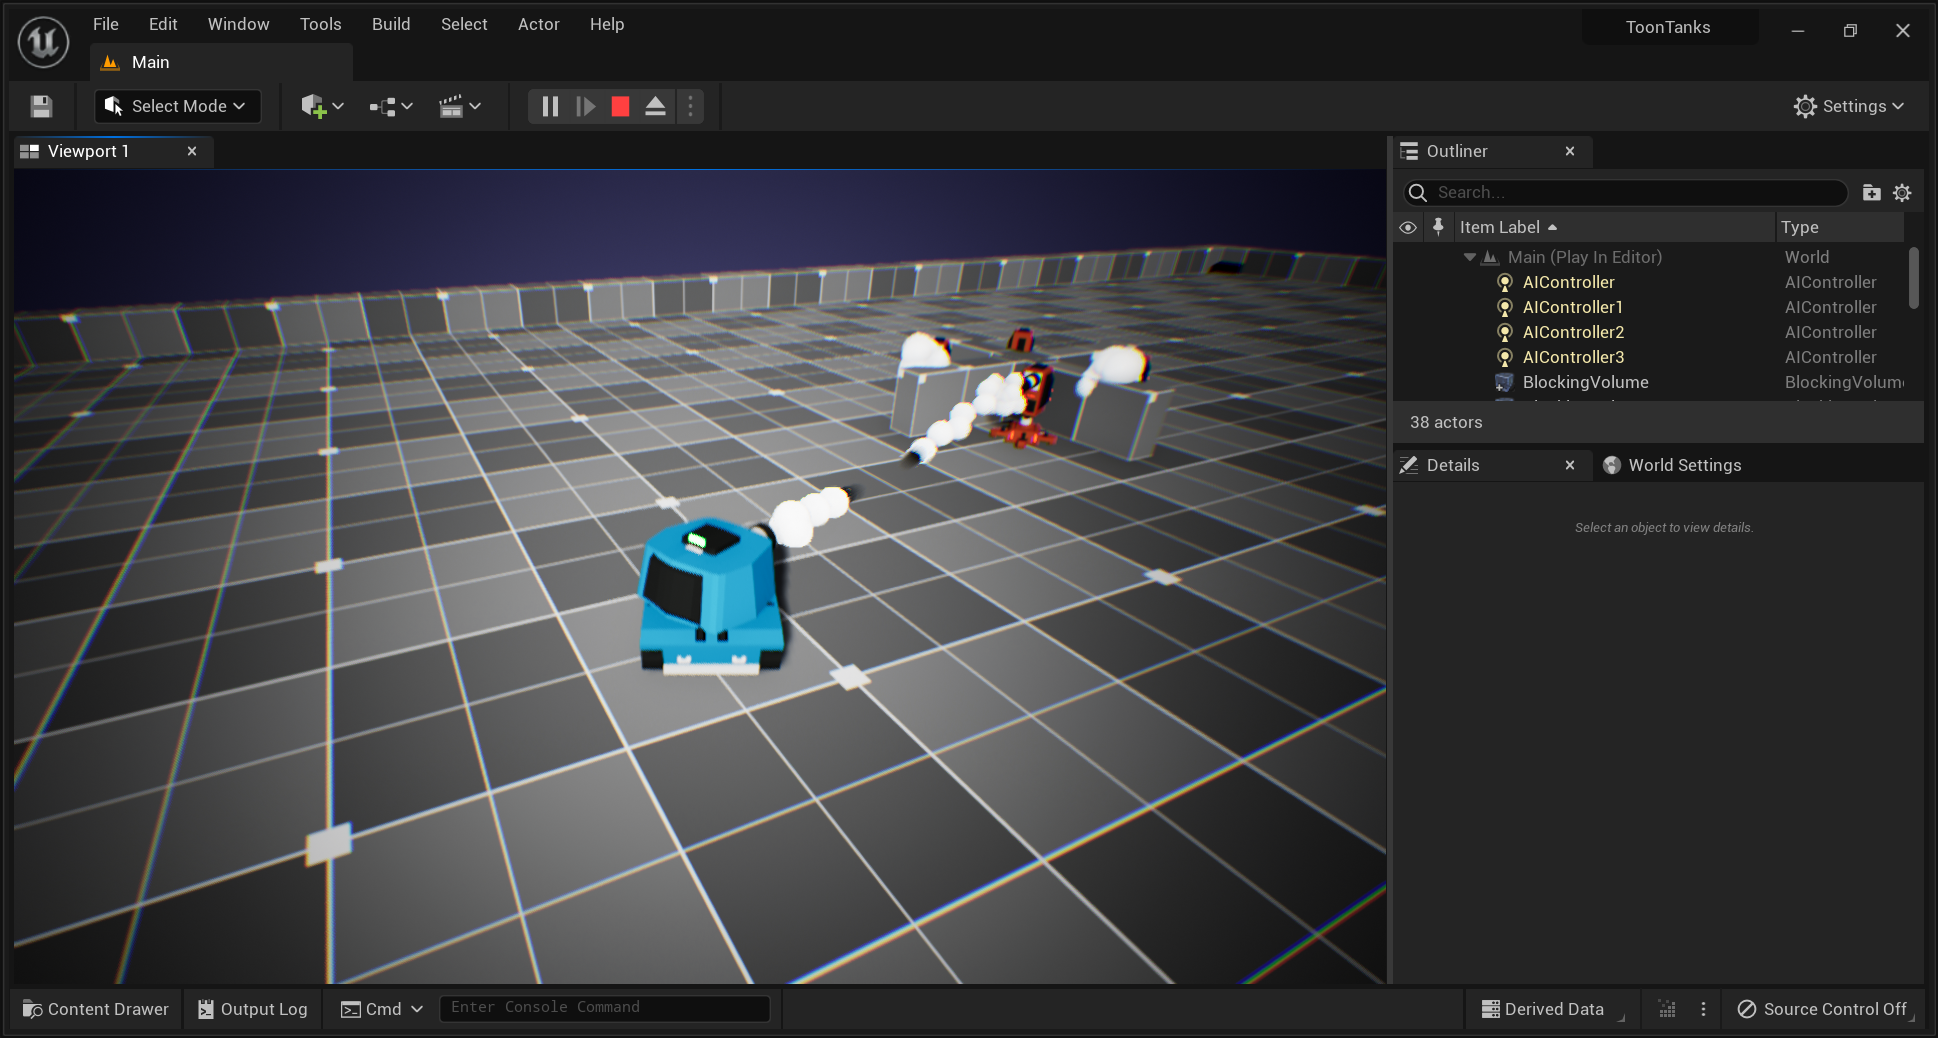 File Edit Window Tools Build Select Actor Help
ToonTanks
Main
Select Mode
Settings
Viewport 1
Outliner
Search...
Item Label Type
Main (Play In Editor) World
AIController AIController
AIController1 AIController
AIController2 AIController
AIController3 AIController
BlockingVolume BlockingVolum
38 actors
Details World Settings
Select an object to view details.
Content Drawer Output Log Cmd Enter Console Command Derived Data Source Control Off